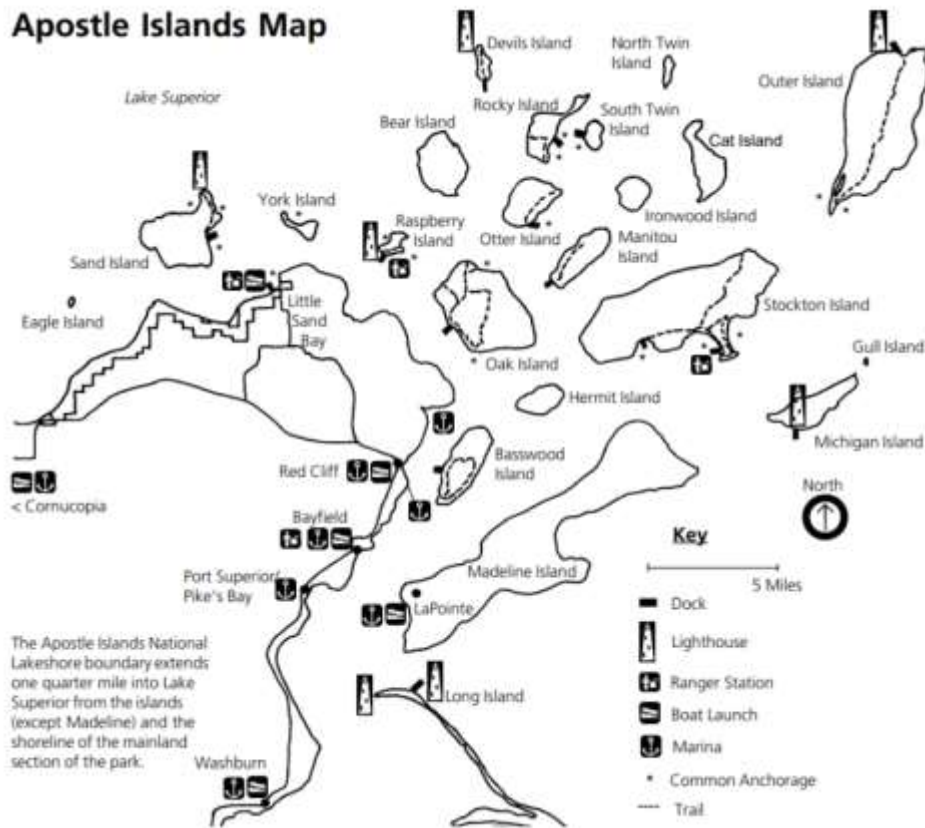 Apostle Islands Map
Lake Superior
Devils Island
North Twin
Island
Outer Island
Rocky Island
South Twin
Island
Bear Island
Cat Island
York Island
Raspberry
Island
Otter Island
Ironwood Island
Manitou
Island
Sand Island
Eagle Island
Little
Sand
Bay
Stockton Island
Gull Island
Oak Island
Hermit Island
Michigan Island
Basswood
Island
Red Cliff
< Cornucopia
North
Bayfield
Key
Madeline Island
5 Miles
Port Superior/
Pike's Bay
LaPointe
Dock
Lighthouse
Ranger Station
Boat Launch
Marina
Common Anchorage
Trail
The Apostle Islands National
Lakeshore boundary extends
one quarter mile into Lake
Superior from the islands
(except Madeline) and the
shoreline of the mainland
section of the park.
Long Island
Washburn